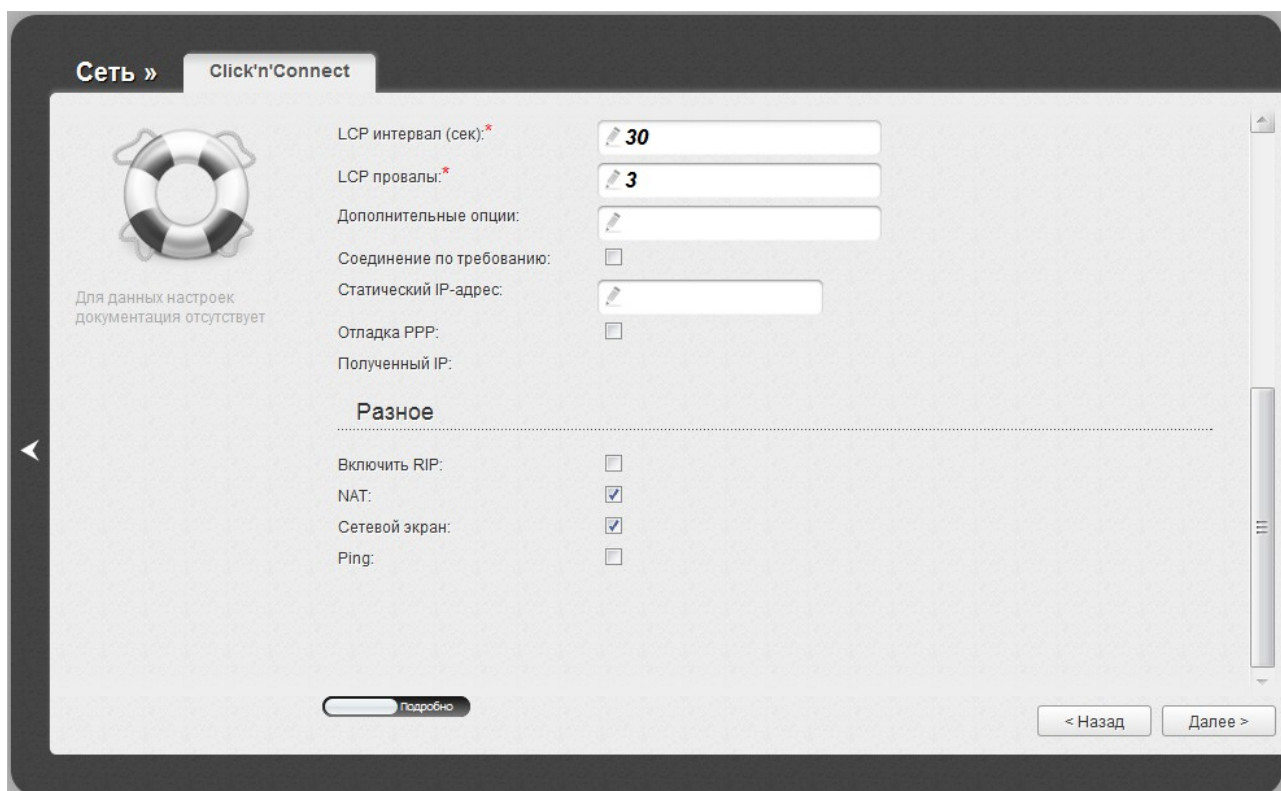 Сеть »
Click'n'Connect
Для данных настроек
документация отсутствует
LCP интервал (сек):* 30
LCP провалы:* 3
Дополнительные опции:
Соединение по требованию:
Статический IP-адрес:
Отладка PPP:
Полученный IP:
Разное
Включить RIP:
NAT:
Сетевой экран:
Ping:
Подробно
< Назад
Далее >